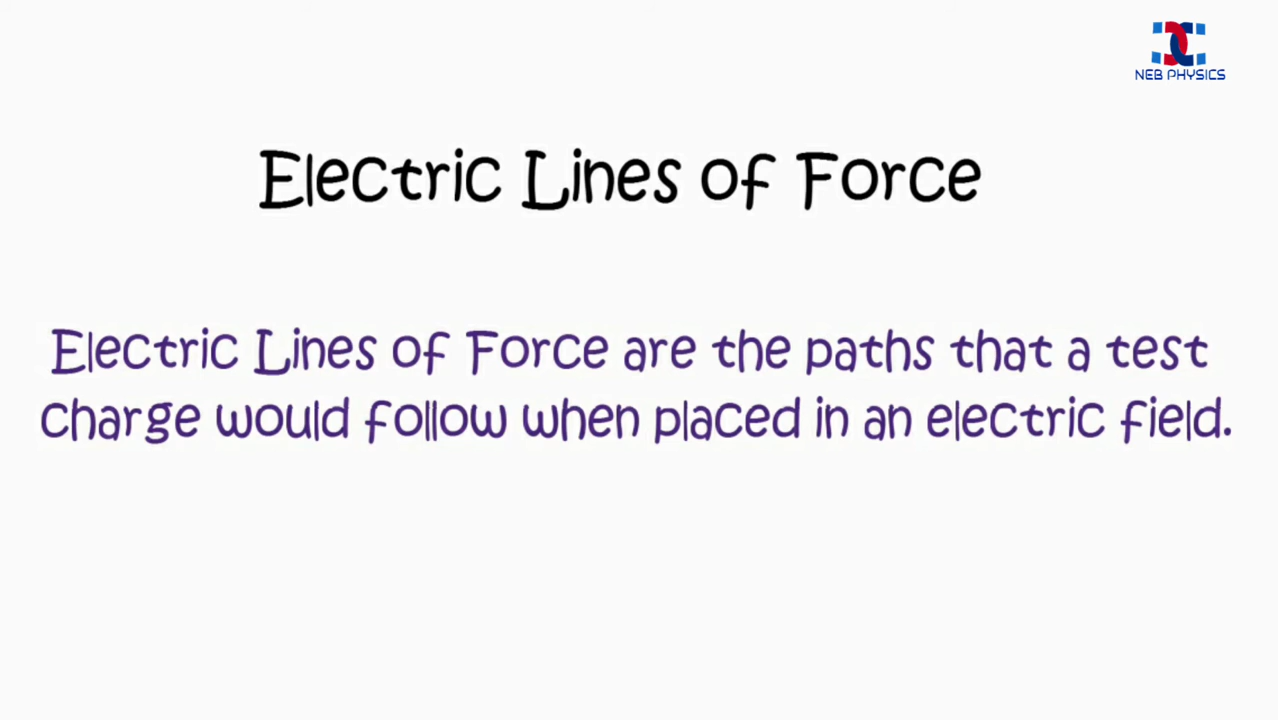 NEB PHYSICS
Electric Lines of Force
Electric Lines of Force are the paths that a test
charge would follow when placed in an electric field.